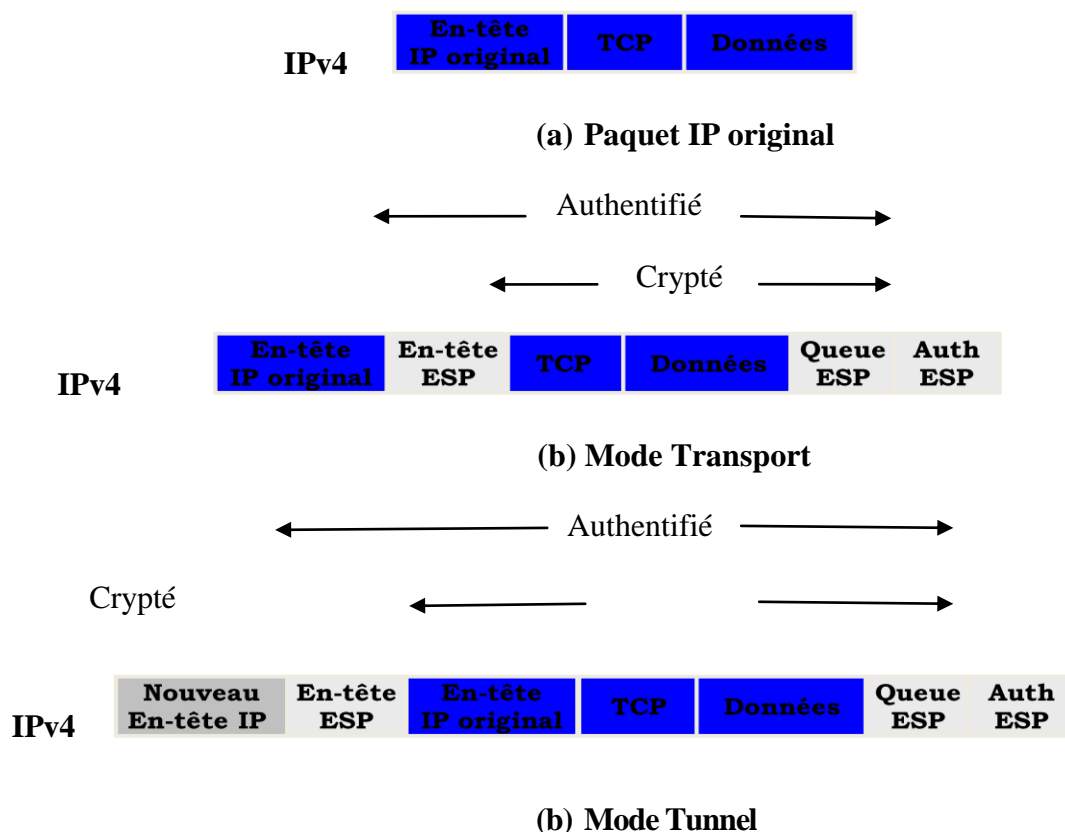 En-tête
IP original
TCP
Données
IPv4
(a) Paquet IP original
Authentifié
Crypté
En-tête
IP original
En-tête
ESP
TCP
Données
Queue
ESP
Auth
ESP
IPv4
(b) Mode Transport
Authentifié
Crypté
Nouveau
En-tête IP
En-tête
ESP
En-tête
IP original
TCP
Données
Queue
ESP
Auth
ESP
IPv4
(b) Mode Tunnel